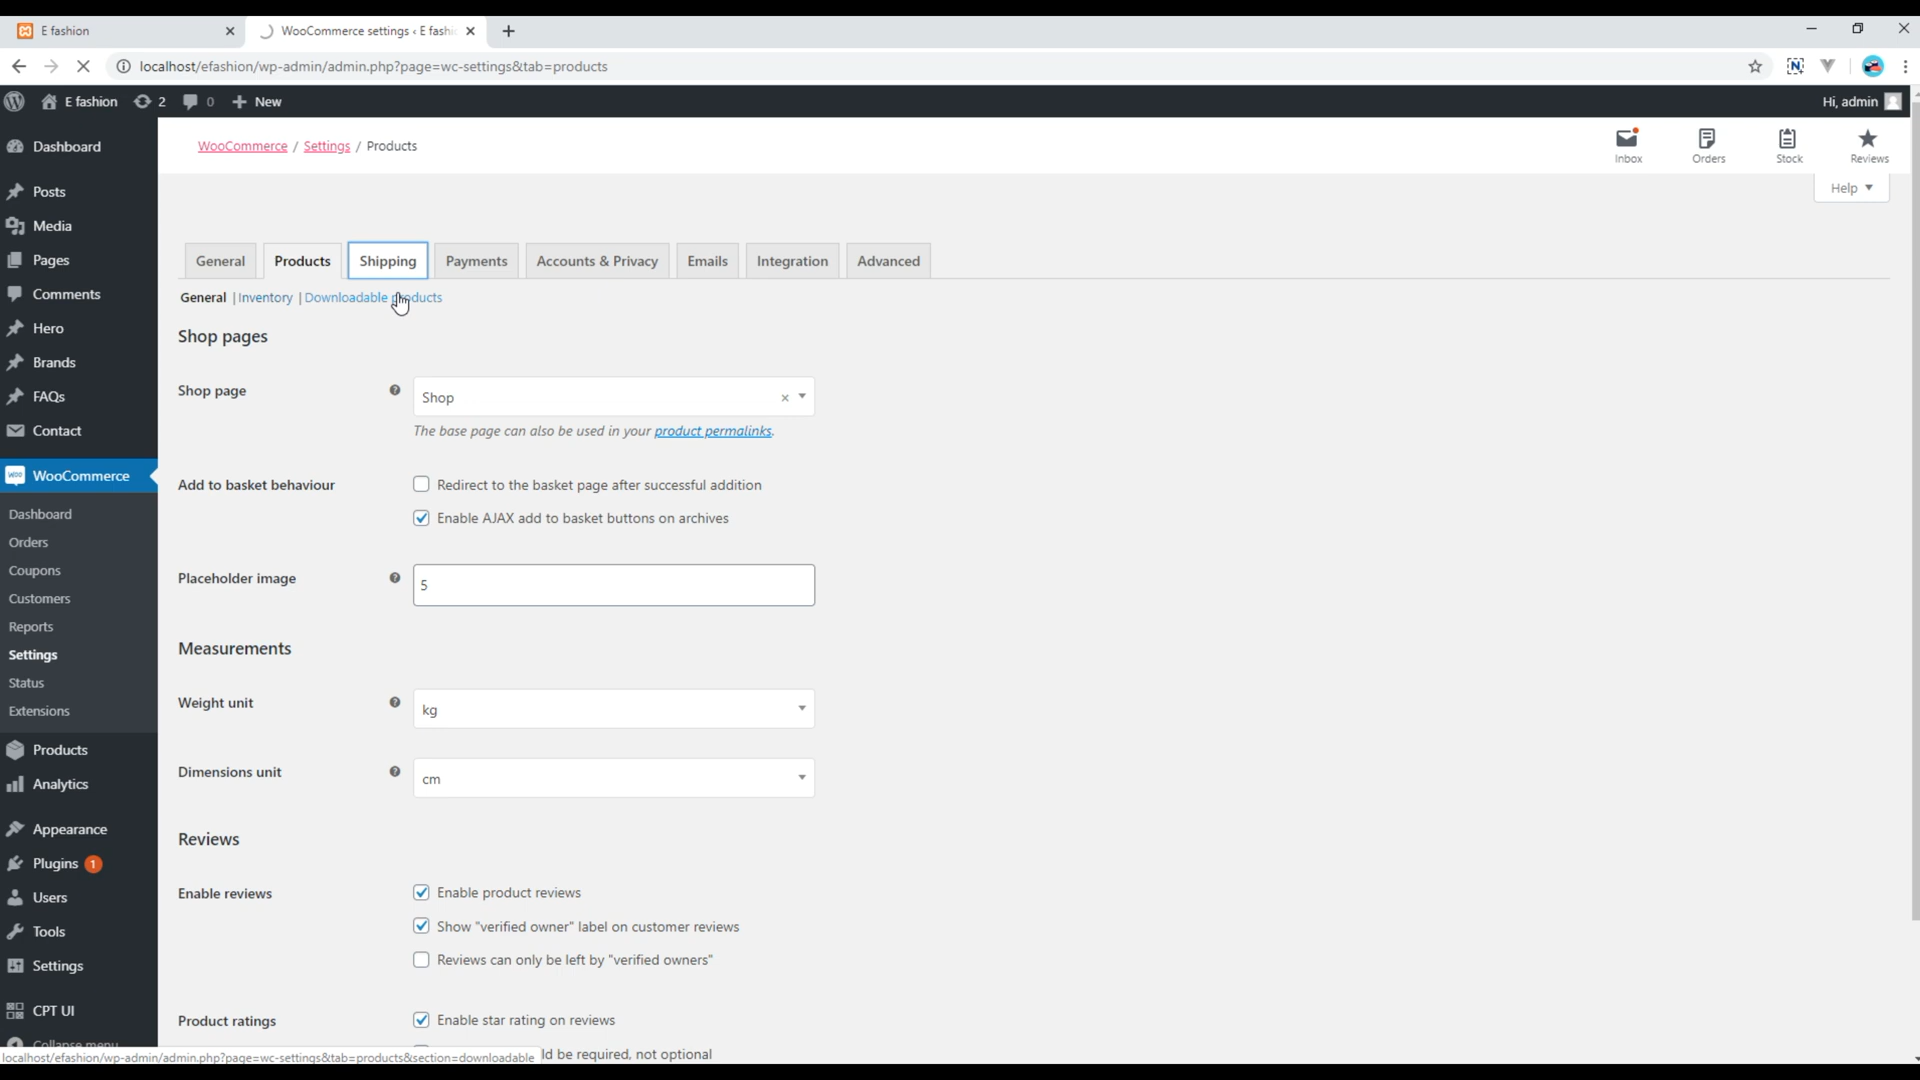 E fashion
WooCommerce settings ‹ E fashi
localhost/efashion/wp-admin/admin.php?page=wc-settings&tab=products
E fashion 2 0 New
Hi, admin
Dashboard
Posts
Media
Pages
Comments
Hero
Brands
FAQs
Contact
WooCommerce
Dashboard
Orders
Coupons
Customers
Reports
Settings
Status
Extensions
Products
Analytics
Appearance
Plugins 1
Users
Tools
Settings
CPT UI
Collapse menu
WooCommerce / Settings / Products
Inbox
Orders
Stock
Reviews
Help
General Products Shipping Payments Accounts & Privacy Emails Integration Advanced
General | Inventory | Downloadable products
Shop pages
Shop page
Shop
The base page can also be used in your product permalinks.
Add to basket behaviour
Redirect to the basket page after successful addition
Enable AJAX add to basket buttons on archives
Placeholder image
5
Measurements
Weight unit
kg
Dimensions unit
cm
Reviews
Enable reviews
Enable product reviews
Show "verified owner" label on customer reviews
Reviews can only be left by "verified owners"
Product ratings
Enable star rating on reviews
ld be required, not optional
localhost/efashion/wp-admin/admin.php?page=wc-settings&tab=products&section=downloadable